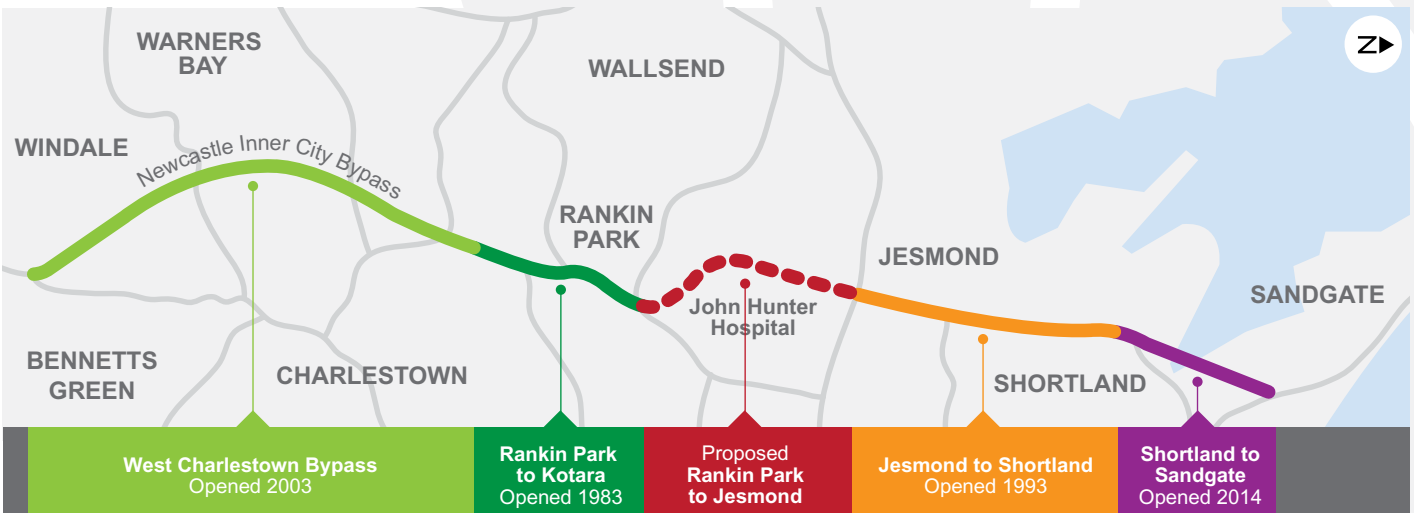 WARNERS
BAY
WALLSEND
WINDALE
Newcastle Inner City Bypass
RANKIN
PARK
JESMOND
John Hunter
Hospital
SANDGATE
BENNETTS
GREEN
CHARLESTOWN
SHORTLAND
West Charlestown Bypass
Opened 2003
Rankin Park
to Kotara
Opened 1983
Proposed
Rankin Park
to Jesmond
Jesmond to Shortland
Opened 1993
Shortland to
Sandgate
Opened 2014
N